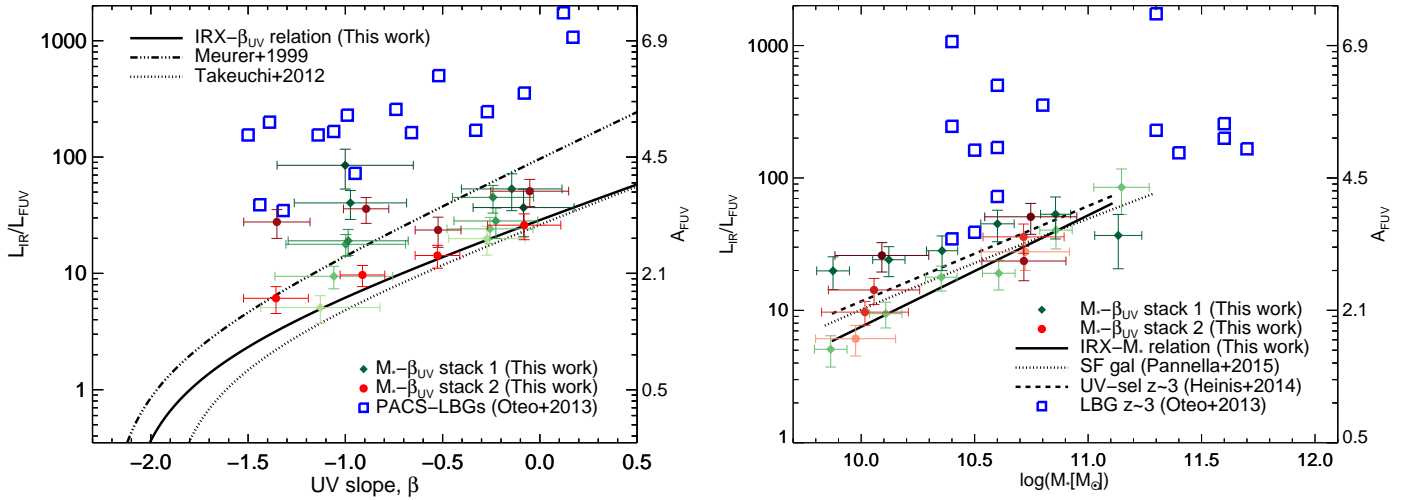 IRX−β_UV relation (This work)
Meurer+1999
Takeuchi+2012
1000
100
10
1
L_IR/L_FUV
6.9
4.5
2.1
0.5
A_FUV
M*−β_UV stack 1 (This work)
M*−β_UV stack 2 (This work)
PACS−LBGs (Oteo+2013)
−2.0 −1.5 −1.0 −0.5 0.0 0.5
UV slope, β
1000
100
10
1
L_IR/L_FUV
6.9
4.5
2.1
0.5
A_FUV
M*−β_UV stack 1 (This work)
M*−β_UV stack 2 (This work)
IRX−M* relation (This work)
SF gal (Pannella+2015)
UV−sel z~3 (Heinis+2014)
LBG z~3 (Oteo+2013)
10.0 10.5 11.0 11.5 12.0
log(M*[M⊙])